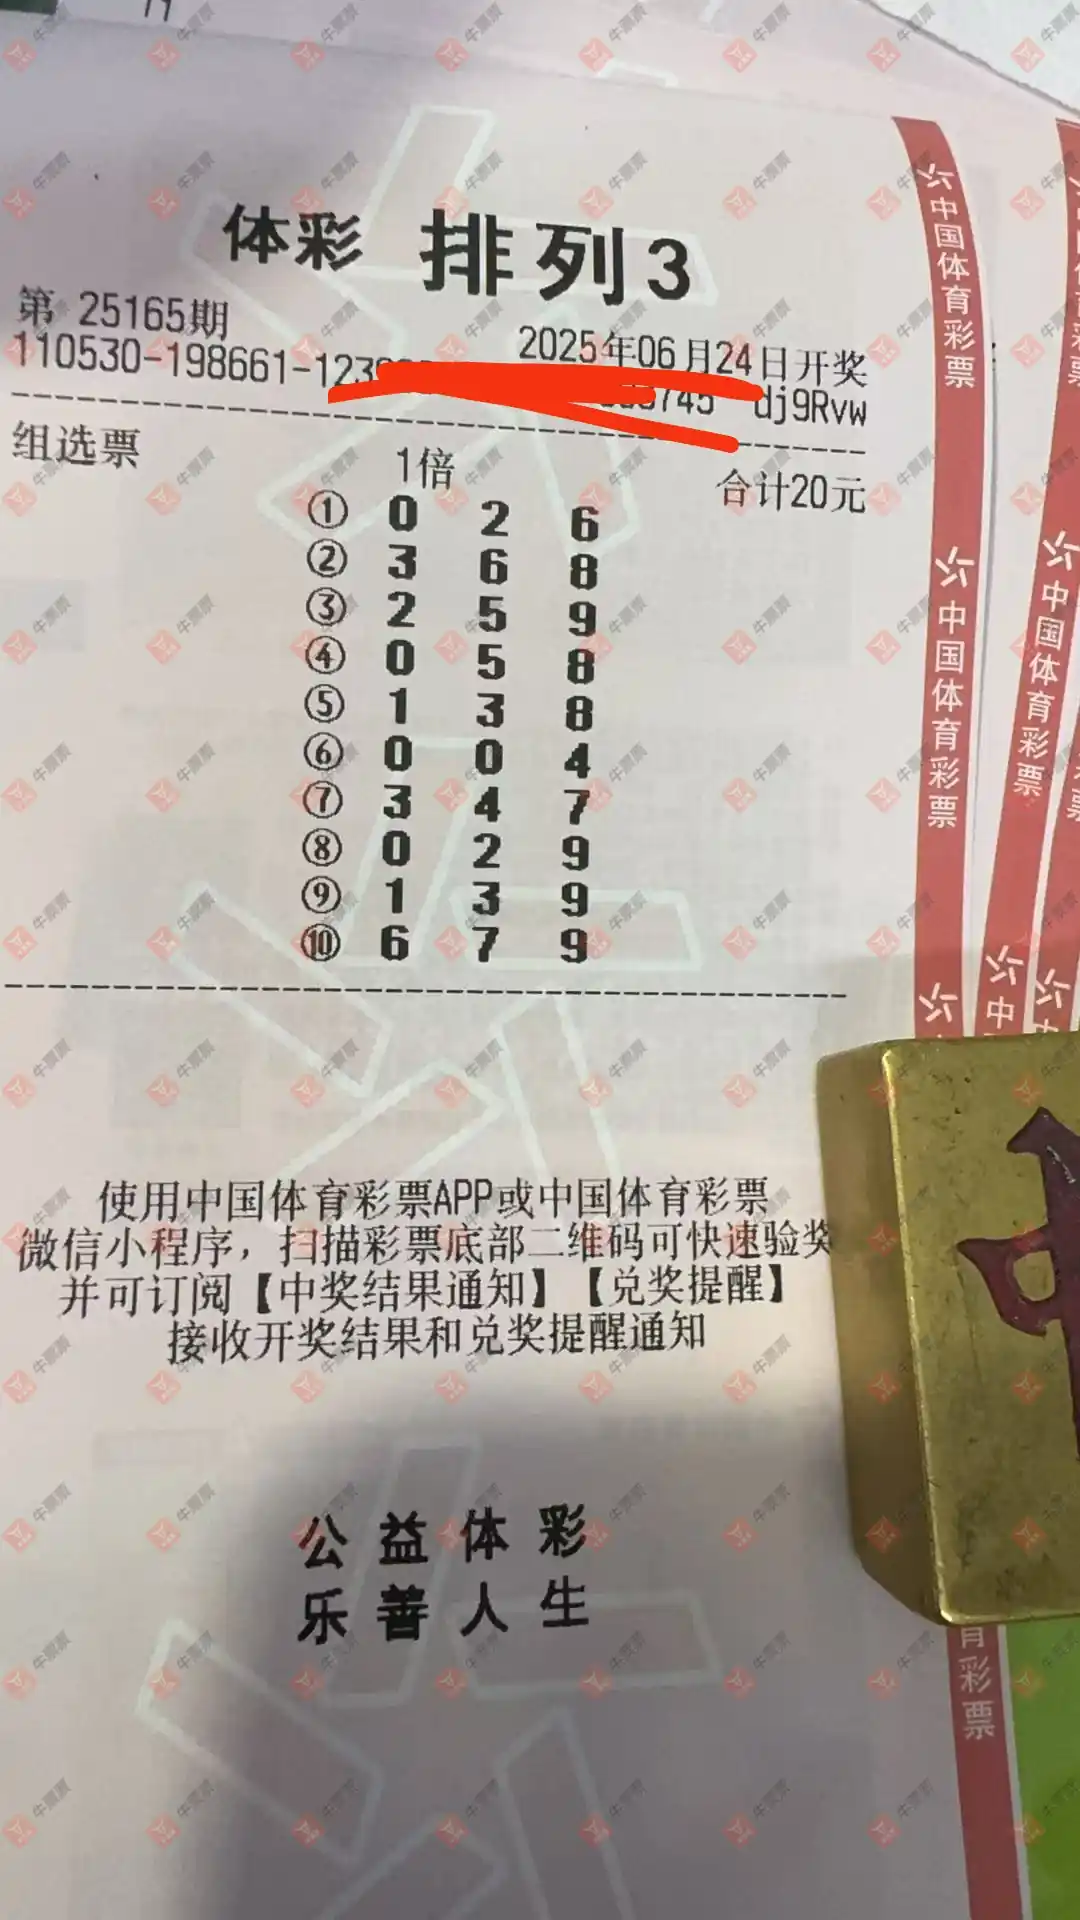 体彩 排列3
第 25165期
2025年06月24日开奖
110530-198661-123 3745 dj9Rvw
组选票 1倍 合计20元
① 0 2 6
② 3 6 8
③ 2 5 9
④ 0 5 8
⑤ 1 3 8
⑥ 0 0 4
⑦ 3 4 7
⑧ 0 2 9
⑨ 1 3 9
⑩ 6 7 9
使用中国体育彩票APP或中国体育彩票
微信小程序，扫描彩票底部二维码可快速验奖
并可订阅【中奖结果通知】【兑奖提醒】
接收开奖结果和兑奖提醒通知
公益体彩
乐善人生
中国体育彩票
中国体育彩票
中国体育彩票
育彩票
牛票票